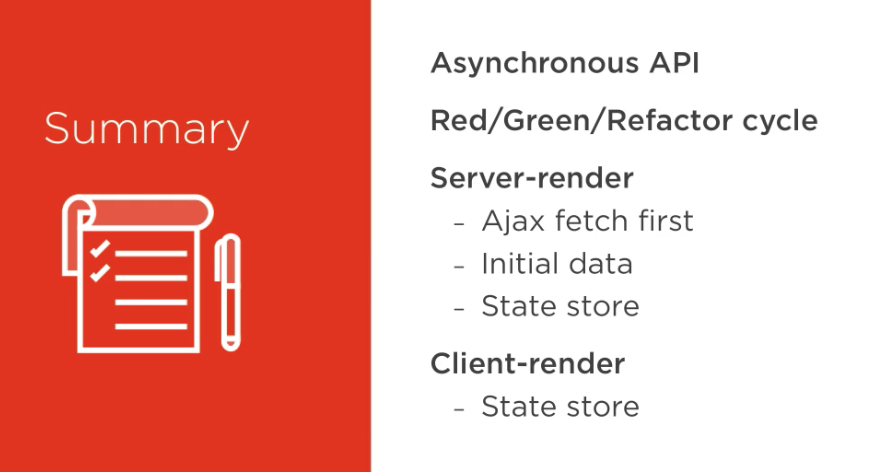 Summary
Asynchronous API
Red/Green/Refactor cycle
Server-render
- Ajax fetch first
- Initial data
- State store
Client-render
- State store